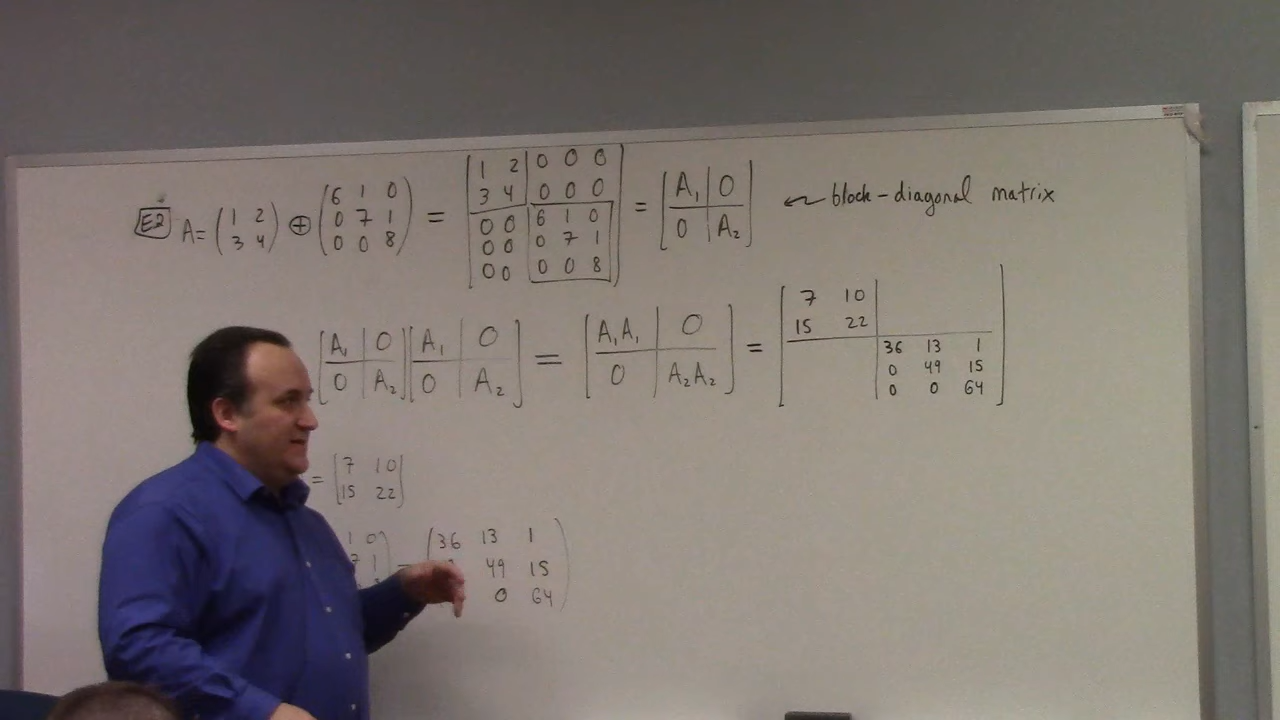 E2 A = ( 1 2 ⊕ ( 6 1 0 = [ 1 2 | 0 0 0 = [ A₁ | 0 ↜ block-diagonal matrix
3 4 ) 0 7 1 3 4 | 0 0 0 0 | A₂ ]
0 0 8 ) 0 0 | 6 1 0
0 0 | 0 7 1
0 0 | 0 0 8 ]
[ A₁ | 0 ] [ A₁ | 0 ] = [ A₁A₁ | 0 ] = [ 7 10
0 | A₂ ] 0 | A₂ ] 0 | A₂A₂ ] 15 22
36 13 1
0 49 15
0 0 64 ]
= [ 7 10
15 22 ]
1 0 ) = ( 36 13 1
7 1 49 15
0 64 )